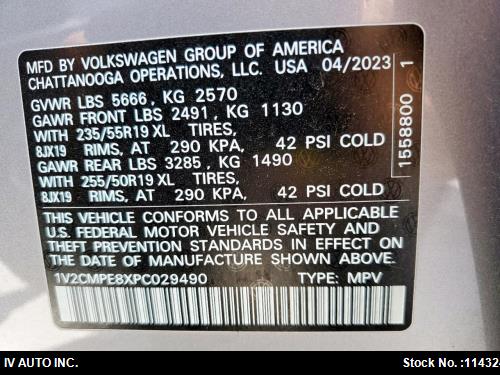 MFD BY VOLKSWAGEN GROUP OF AMERICA
CHATTANOOGA OPERATIONS, LLC. USA 04/2023
GVWR LBS 5666, KG 2570
GAWR FRONT LBS 2491, KG 1130
WITH 235/55R19 XL TIRES,
8JX19 RIMS, AT 290 KPA, 42 PSI COLD
GAWR REAR LBS 3285, KG 1490
WITH 255/50R19 XL TIRES,
8JX19 RIMS, AT 290 KPA, 42 PSI COLD
THIS VEHICLE CONFORMS TO ALL APPLICABLE
U.S. FEDERAL MOTOR VEHICLE SAFETY AND
THEFT PREVENTION STANDARDS IN EFFECT ON
THE DATE OF MANUFACTURE SHOWN ABOVE.
1V2CMPE8XPC029490 TYPE: MPV
1558800 1
IV AUTO INC. Stock No.:11432